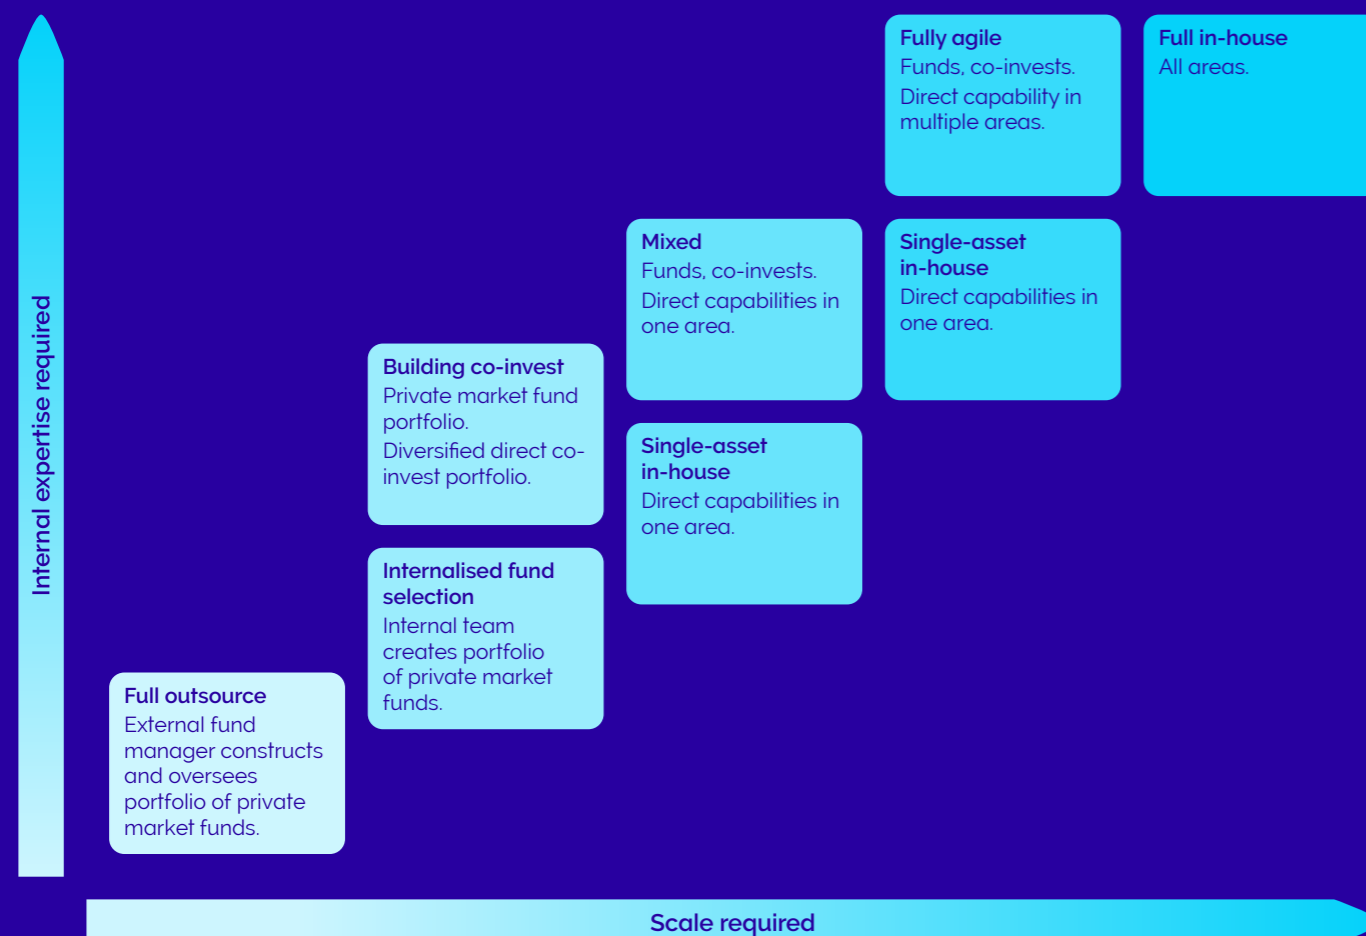 Internal expertise required
Fully agile
Funds, co-invests.
Direct capability in
multiple areas.
Full in-house
All areas.
Mixed
Funds, co-invests.
Direct capabilities in
one area.
Single-asset
in-house
Direct capabilities in
one area.
Building co-invest
Private market fund
portfolio.
Diversified direct co-
invest portfolio.
Single-asset
in-house
Direct capabilities in
one area.
Internalised fund
selection
Internal team
creates portfolio
of private market
funds.
Full outsource
External fund
manager constructs
and oversees
portfolio of private
market funds.
Scale required